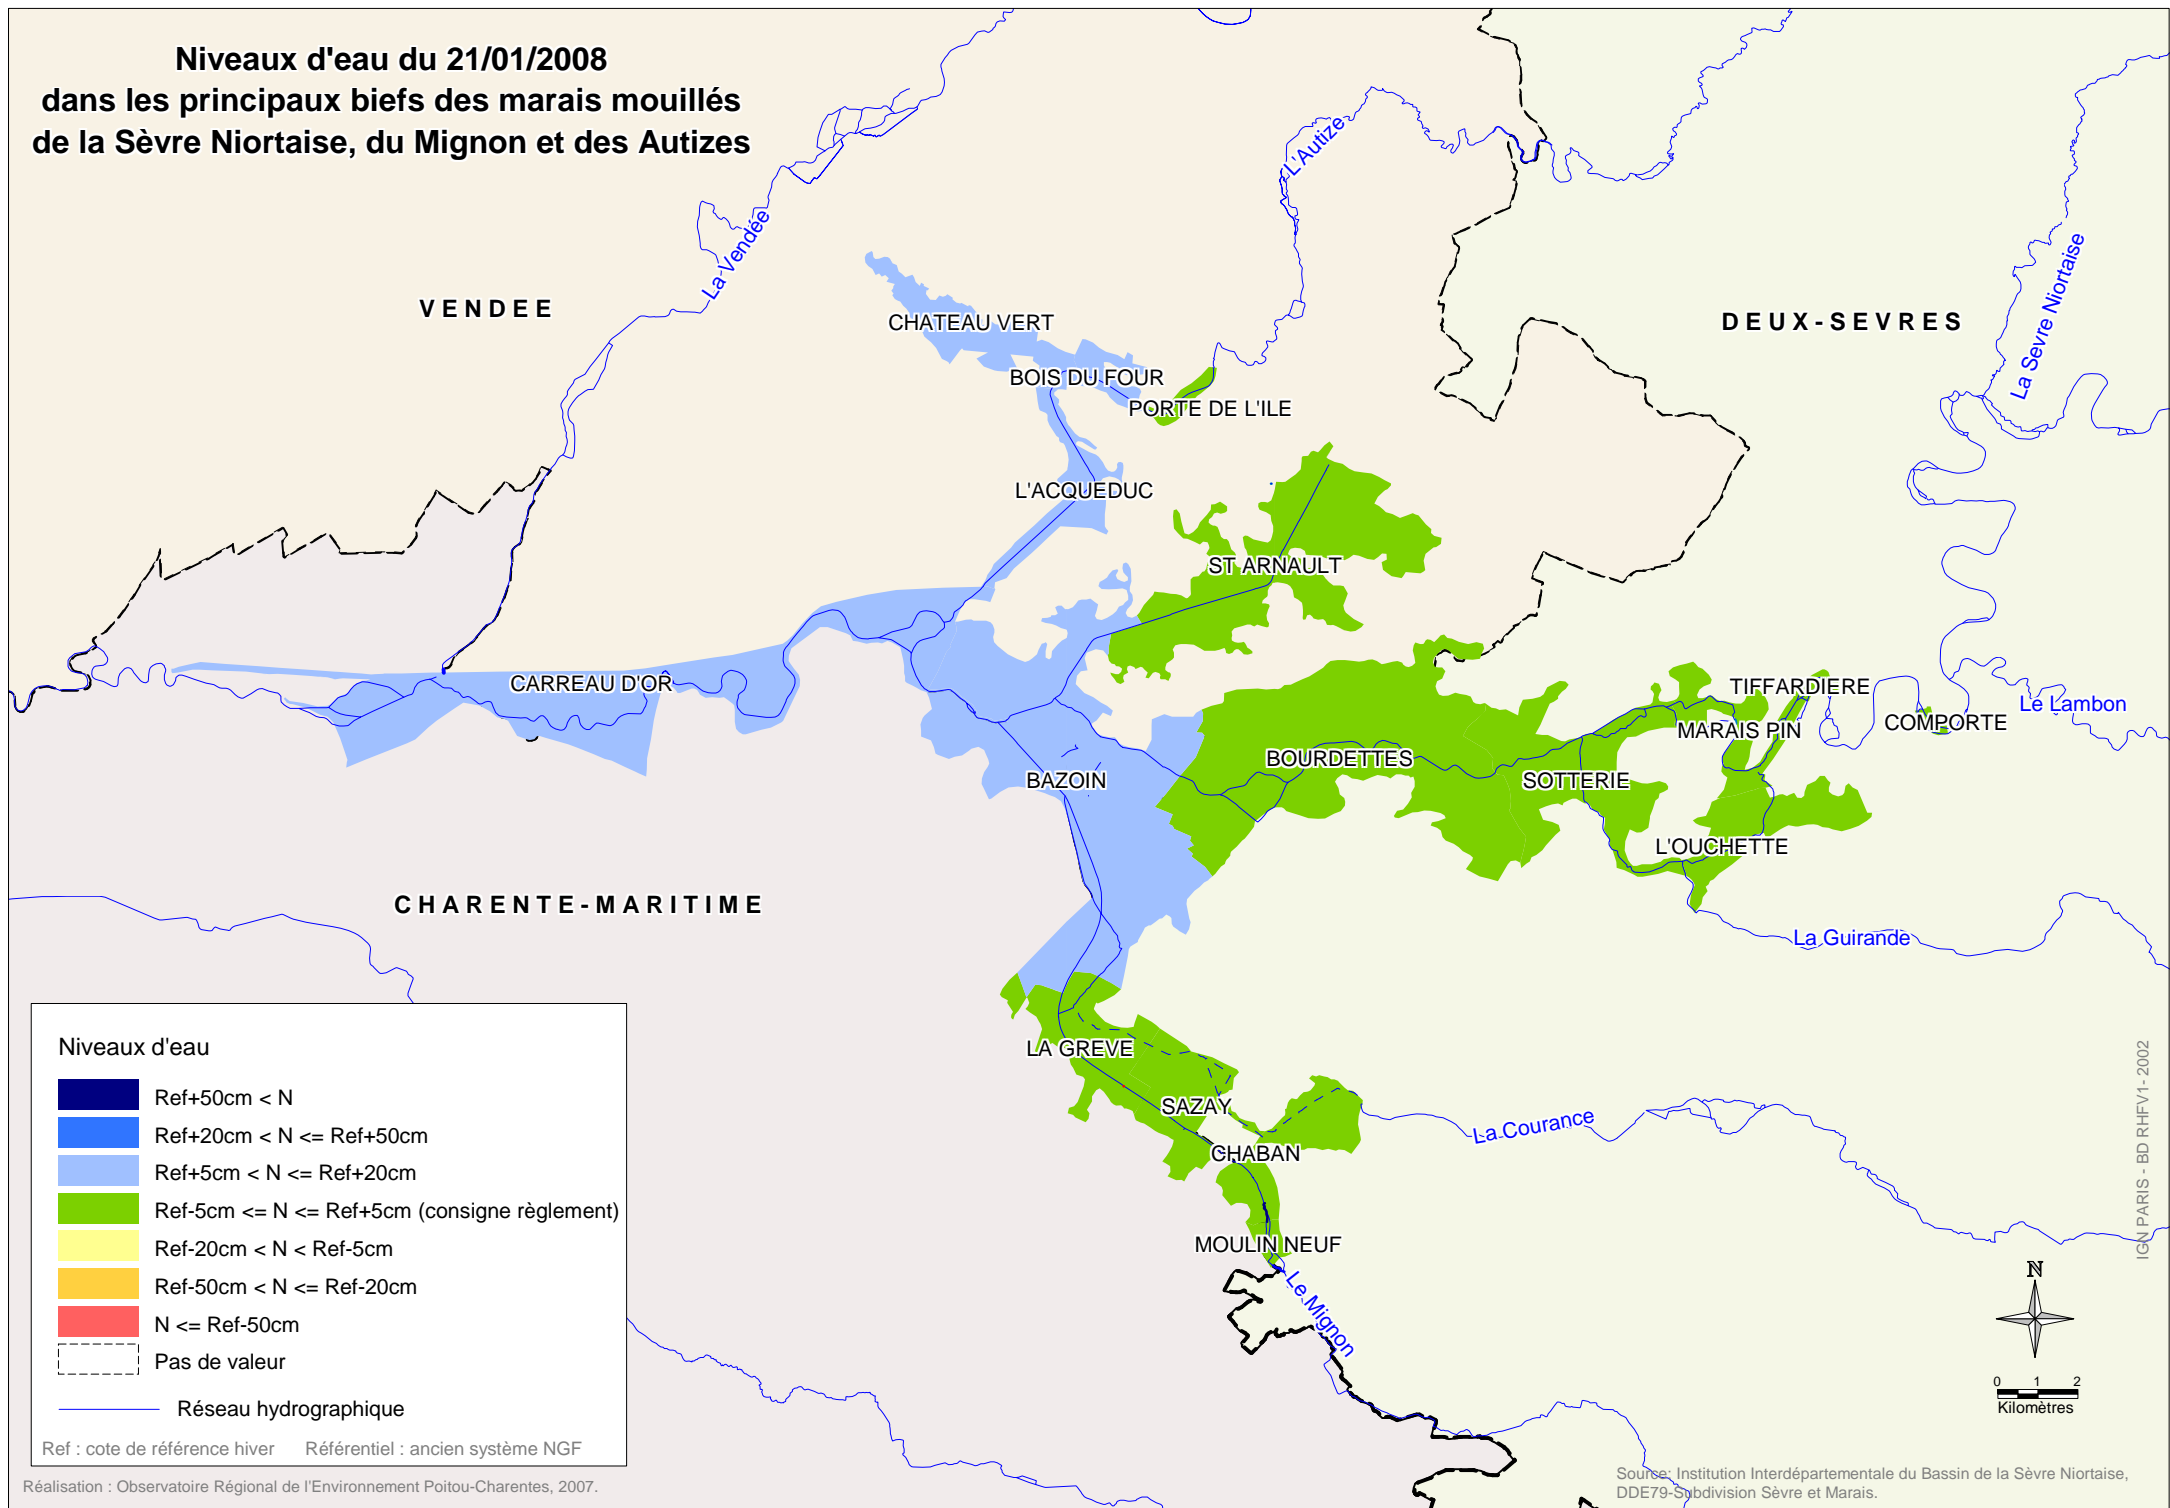 Niveaux d'eau du 21/01/2008
dans les principaux biefs des marais mouillés
de la Sèvre Niortaise, du Mignon et des Autizes
L'Autize
La Vendée
La Sevre Niortaise
VENDEE
DEUX-SEVRES
CHATEAU VERT
BOIS DU FOUR
PORTE DE L'ILE
L'ACQUEDUC
ST ARNAULT
CARREAU D'OR
TIFFARDIERE
Le Lambon
COMPORTE
MARAIS PIN
BOURDETTES
BAZOIN
SOTTERIE
L'OUCHETTE
CHARENTE-MARITIME
La Guirande
LA GREVE
SAZAY
La Courance
CHABAN
MOULIN NEUF
Le Mignon
Niveaux d'eau
Ref+50cm < N
Ref+20cm < N <= Ref+50cm
Ref+5cm < N <= Ref+20cm
Ref-5cm <= N <= Ref+5cm (consigne règlement)
Ref-20cm < N < Ref-5cm
Ref-50cm < N <= Ref-20cm
N <= Ref-50cm
Pas de valeur
Réseau hydrographique
Ref : cote de référence hiver Référentiel : ancien système NGF
Réalisation : Observatoire Régional de l'Environnement Poitou-Charentes, 2007.
IGN PARIS - BD RHFV1- 2002
N
0 1 2
Kilomètres
Source: Institution Interdépartementale du Bassin de la Sèvre Niortaise,
DDE79-Subdivision Sèvre et Marais.